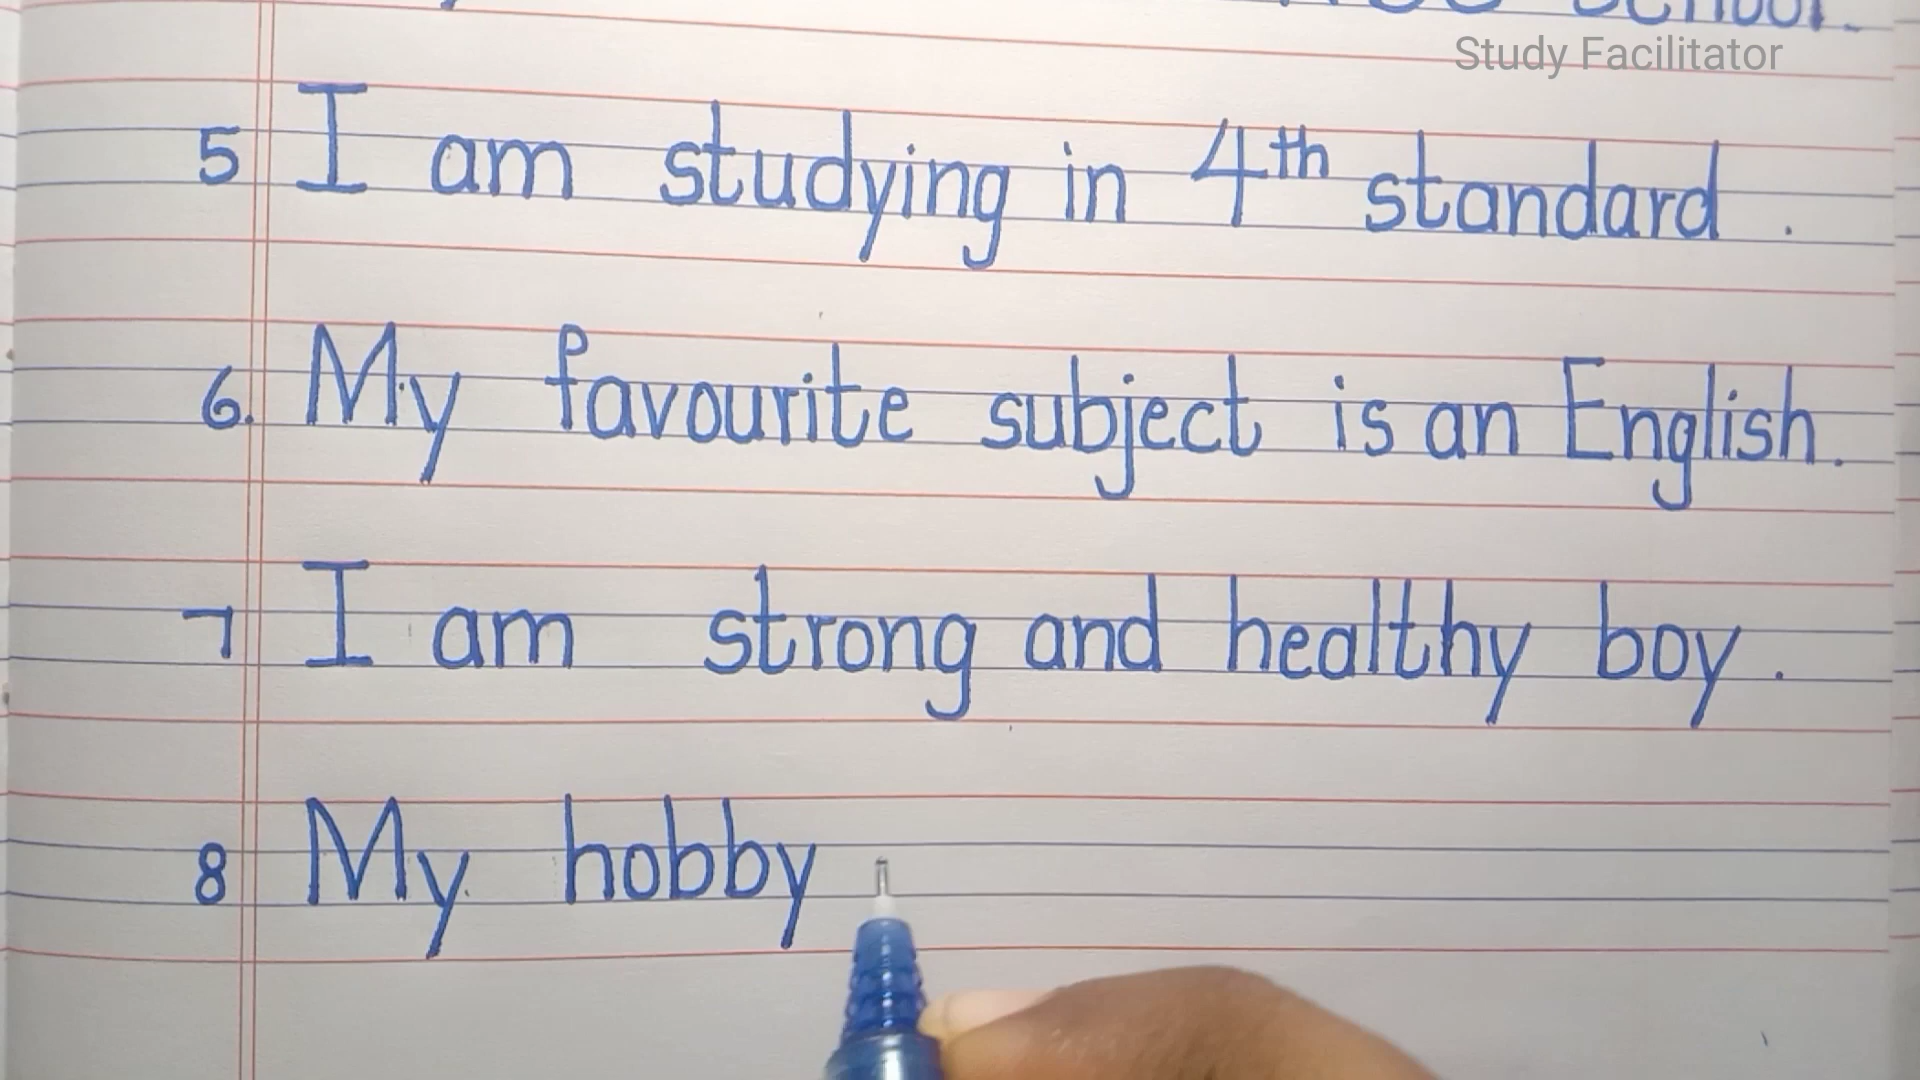 School.
Study Facilitator
5 I am studying in 4th standard .
6. My favourite subject is an English.
7 I am strong and healthy boy .
8 My hobby